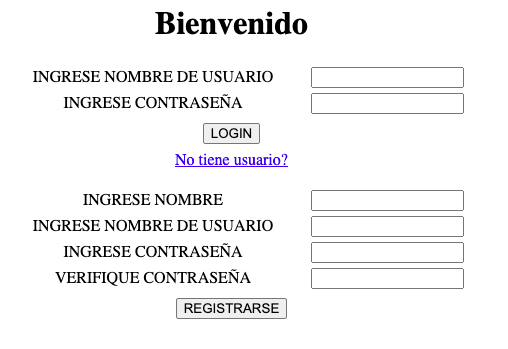 Bienvenido
INGRESE NOMBRE DE USUARIO
INGRESE CONTRASEÑA
LOGIN
No tiene usuario?
INGRESE NOMBRE
INGRESE NOMBRE DE USUARIO
INGRESE CONTRASEÑA
VERIFIQUE CONTRASEÑA
REGISTRARSE